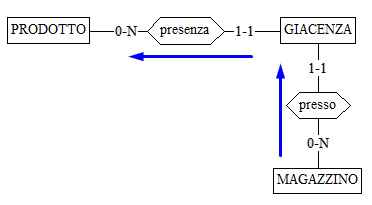 PRODOTTO 0-N presenza 1-1 GIACENZA
1-1
presso
0-N
MAGAZZINO